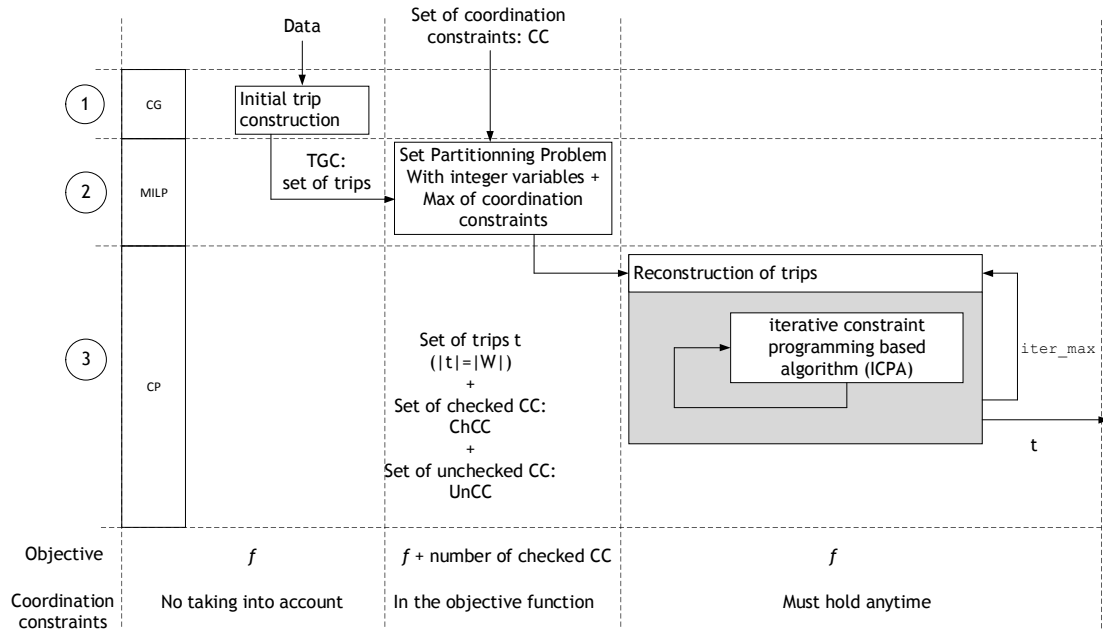 Data
Set of coordination
constraints: CC
1
CG
Initial trip
construction
2
MILP
TGC:
set of trips
Set Partitionning Problem
With integer variables +
Max of coordination
constraints
3
CP
Set of trips t
(|t|=|W|)
+
Set of checked CC:
ChCC
+
Set of unchecked CC:
UnCC
Reconstruction of trips
iterative constraint
programming based
algorithm (ICPA)
iter_max
t
Objective
f
f + number of checked CC
f
Coordination
constraints
No taking into account
In the objective function
Must hold anytime